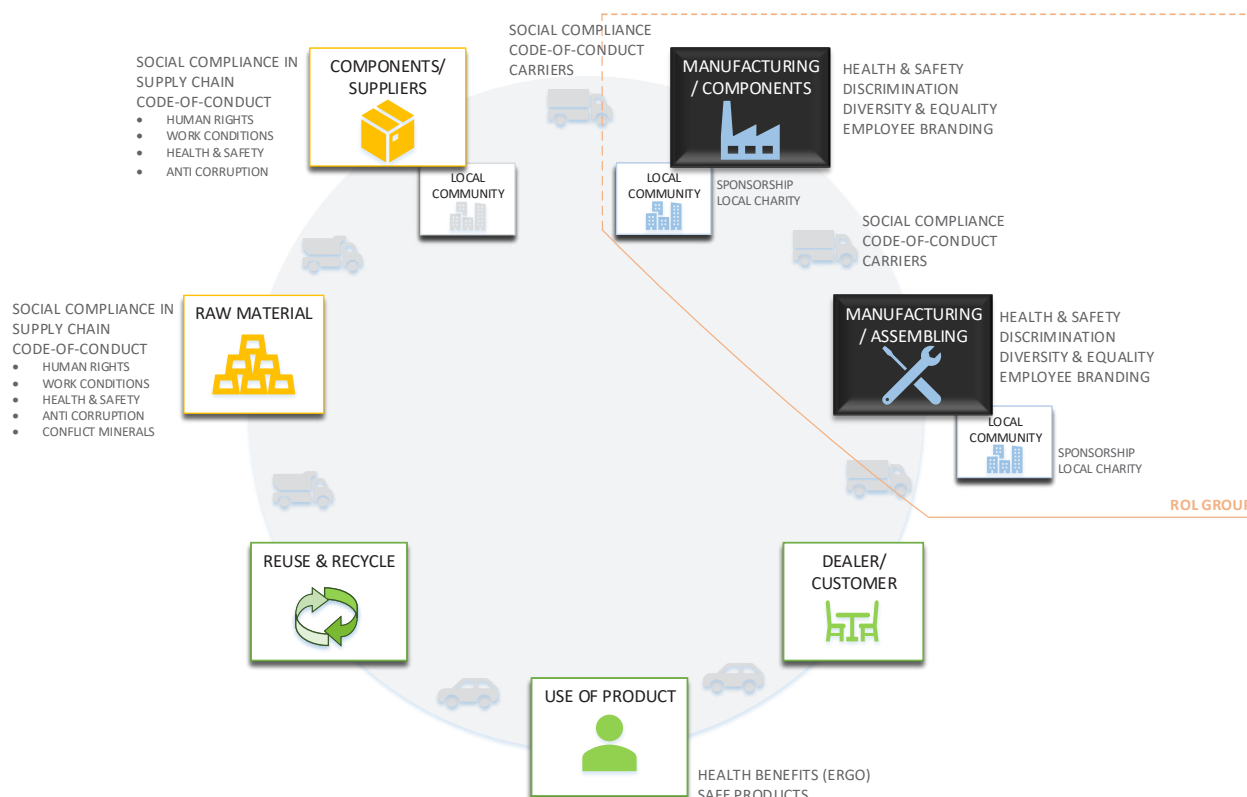 SOCIAL COMPLIANCE IN
SUPPLY CHAIN
CODE-OF-CONDUCT
• HUMAN RIGHTS
• WORK CONDITIONS
• HEALTH & SAFETY
• ANTI CORRUPTION
COMPONENTS/
SUPPLIERS
LOCAL
COMMUNITY
SOCIAL COMPLIANCE
CODE-OF-CONDUCT
CARRIERS
MANUFACTURING
/ COMPONENTS
HEALTH & SAFETY
DISCRIMINATION
DIVERSITY & EQUALITY
EMPLOYEE BRANDING
LOCAL
COMMUNITY
SPONSORSHIP
LOCAL CHARITY
SOCIAL COMPLIANCE
CODE-OF-CONDUCT
CARRIERS
SOCIAL COMPLIANCE IN
SUPPLY CHAIN
CODE-OF-CONDUCT
• HUMAN RIGHTS
• WORK CONDITIONS
• HEALTH & SAFETY
• ANTI CORRUPTION
• CONFLICT MINERALS
RAW MATERIAL
MANUFACTURING
/ ASSEMBLING
HEALTH & SAFETY
DISCRIMINATION
DIVERSITY & EQUALITY
EMPLOYEE BRANDING
LOCAL
COMMUNITY
SPONSORSHIP
LOCAL CHARITY
ROL GROUP
REUSE & RECYCLE
DEALER/
CUSTOMER
USE OF PRODUCT
HEALTH BENEFITS (ERGO)
SAFE PRODUCTS